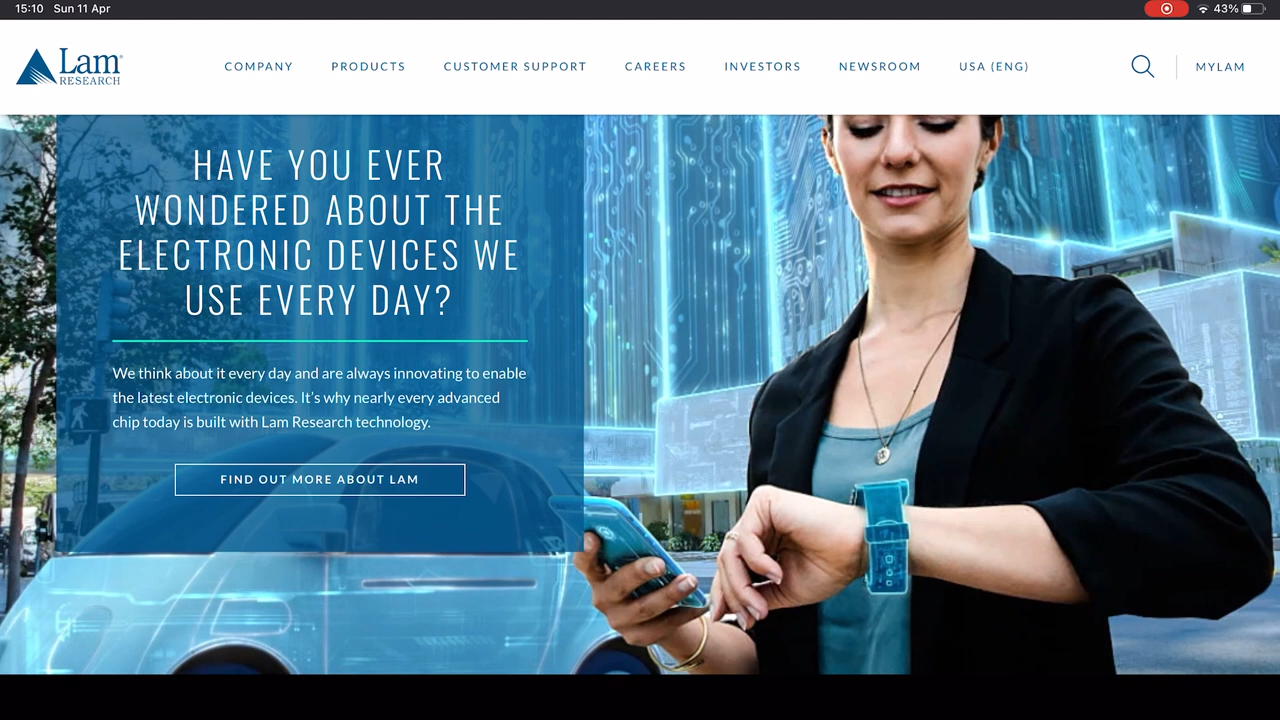 15:10 Sun 11 Apr
43%
Lam
RESEARCH
COMPANY PRODUCTS CUSTOMER SUPPORT CAREERS INVESTORS NEWSROOM USA (ENG) MYLAM
HAVE YOU EVER
WONDERED ABOUT THE
ELECTRONIC DEVICES WE
USE EVERY DAY?
We think about it every day and are always innovating to enable
the latest electronic devices. It’s why nearly every advanced
chip today is built with Lam Research technology.
FIND OUT MORE ABOUT LAM